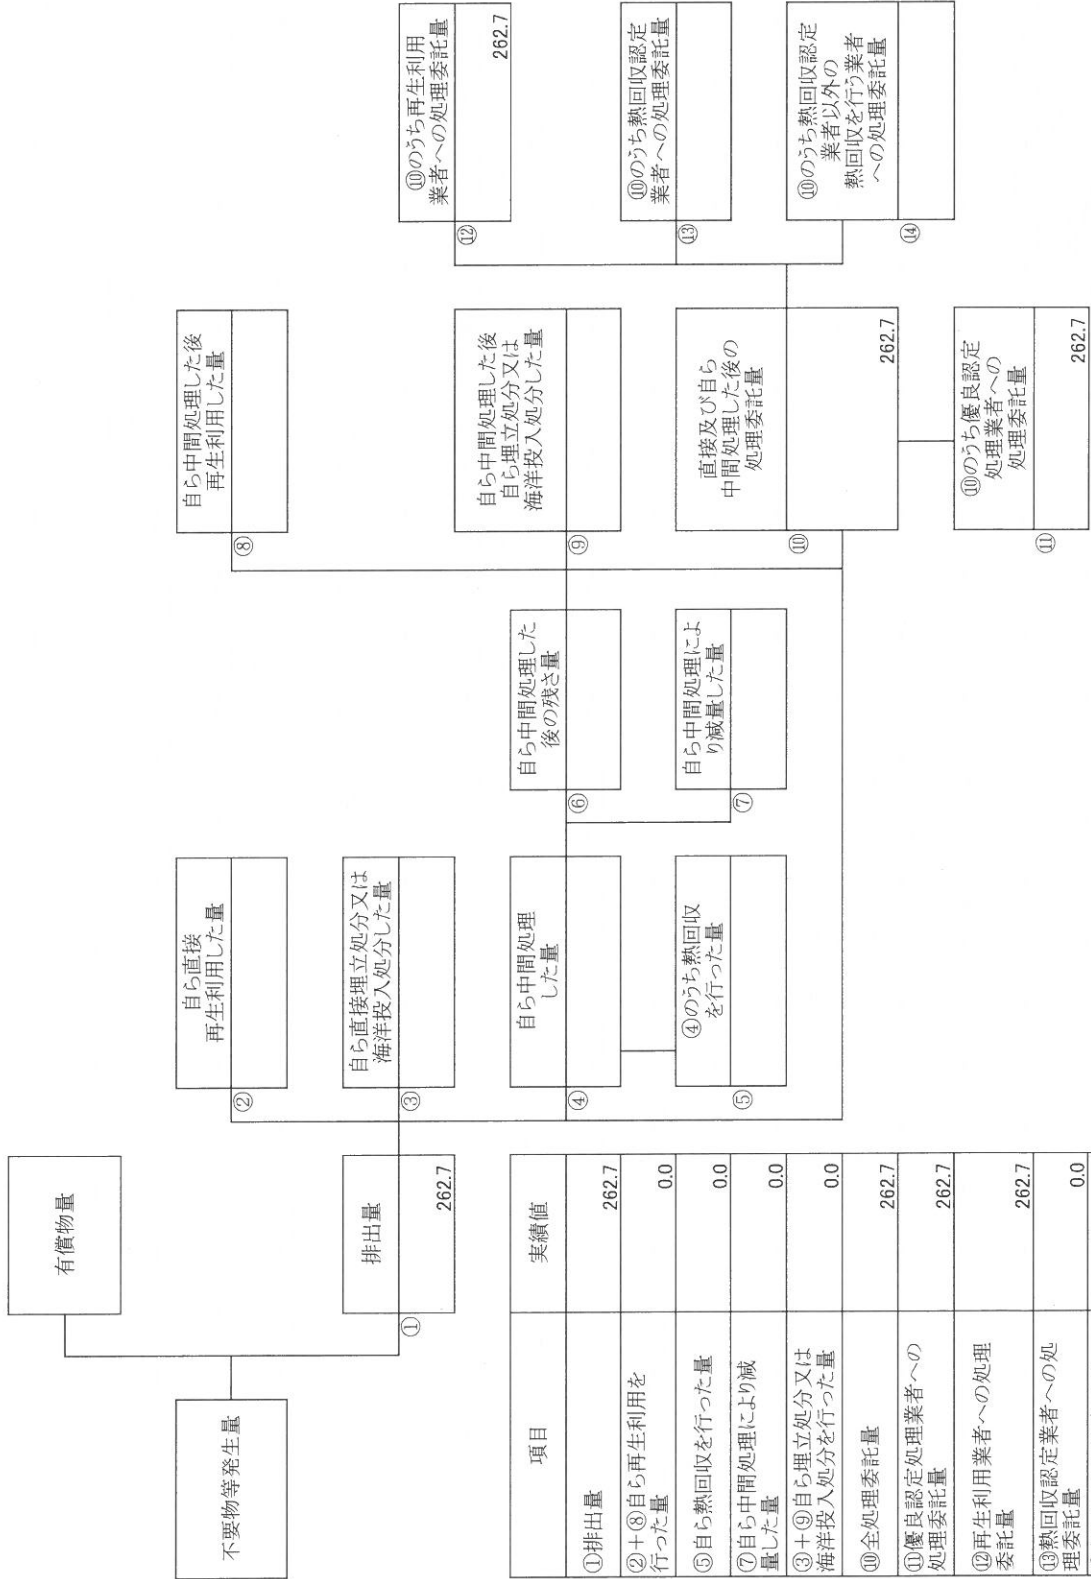 不要物等発生量
有償物量
①
排出量
262.7
②
自ら直接
再生利用した量
③
自ら直接埋立処分又は
海洋投入処分した量
④
自ら中間処理
した量
⑤
④のうち熱回収
を行った量
⑥
自ら中間処理した
後の残さ量
⑦
自ら中間処理によ
り減量した量
⑧
自ら中間処理した後
再生利用した量
⑨
自ら中間処理した後
自ら埋立処分又は
海洋投入処分した量
⑩
直接及び自ら
中間処理した後の
処理委託量
262.7
⑪
⑩のうち優良認定
処理業者への
処理委託量
262.7
⑫
⑩のうち再生利用
業者への処理委託量
262.7
⑬
⑩のうち熱回収認定
業者への処理委託量
⑭
⑩のうち熱回収認定
業者以外の
熱回収を行う業者
への処理委託量
項目 実績値
①排出量 262.7
②+⑧自ら再生利用を
行った量 0.0
⑤自ら熱回収を行った量 0.0
⑦自ら中間処理により減
量した量 0.0
③+⑨自ら埋立処分又は
海洋投入処分を行った量 0.0
⑩全処理委託量 262.7
⑪優良認定処理業者への
処理委託量 262.7
⑫再生利用業者への処理
委託量 262.7
⑬熱回収認定業者への処
理委託量 0.0